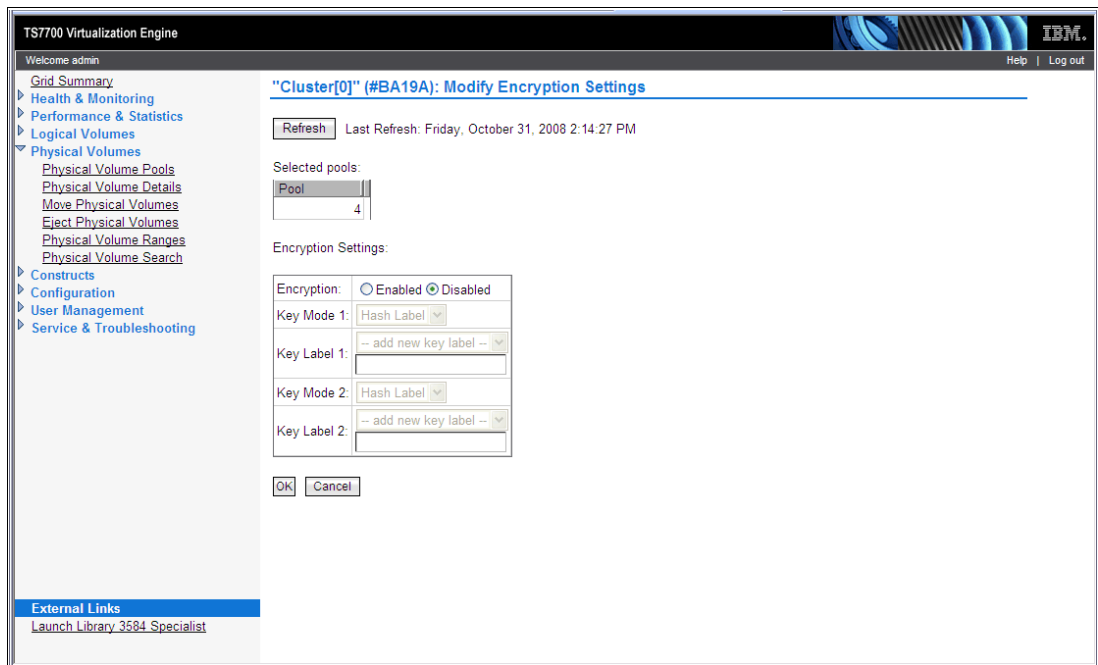 TS7700 Virtualization Engine
IBM.
Welcome admin
Help | Log out
Grid Summary
Health & Monitoring
Performance & Statistics
Logical Volumes
Physical Volumes
Physical Volume Pools
Physical Volume Details
Move Physical Volumes
Eject Physical Volumes
Physical Volume Ranges
Physical Volume Search
Constructs
Configuration
User Management
Service & Troubleshooting
External Links
Launch Library 3584 Specialist
"Cluster[0]" (#BA19A): Modify Encryption Settings
Refresh Last Refresh: Friday, October 31, 2008 2:14:27 PM
Selected pools:
Pool
4
Encryption Settings:
Encryption: Enabled Disabled
Key Mode 1: Hash Label
Key Label 1: -- add new key label --
Key Mode 2: Hash Label
Key Label 2: -- add new key label --
OK Cancel